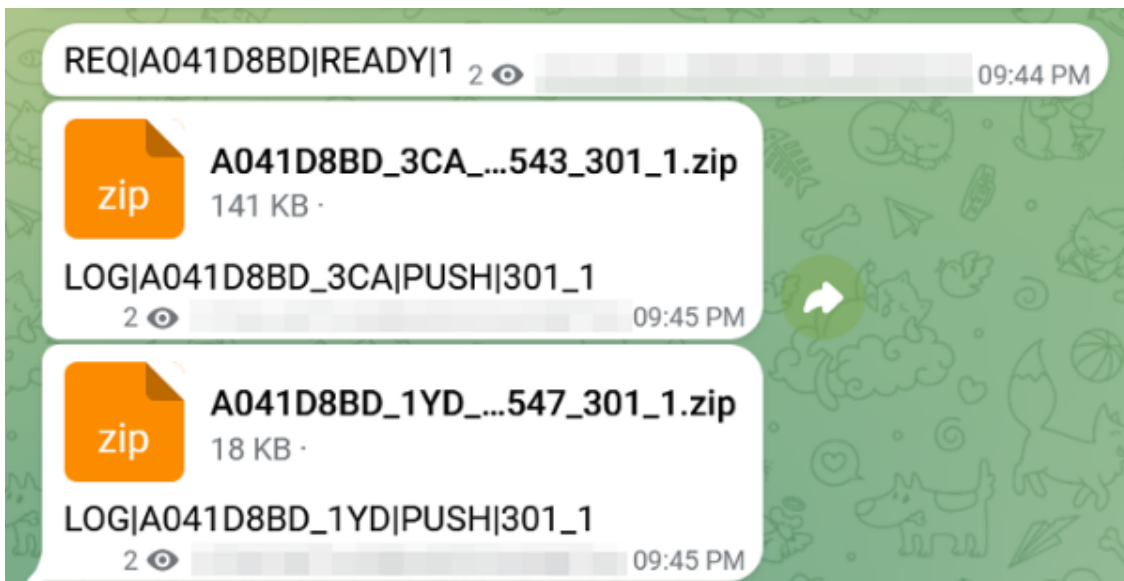 REQ|A041D8BD|READY|1 2 09:44 PM
zip
A041D8BD_3CA_...543_301_1.zip
141 KB ·
LOG|A041D8BD_3CA|PUSH|301_1
2 09:45 PM
zip
A041D8BD_1YD_...547_301_1.zip
18 KB ·
LOG|A041D8BD_1YD|PUSH|301_1
2 09:45 PM